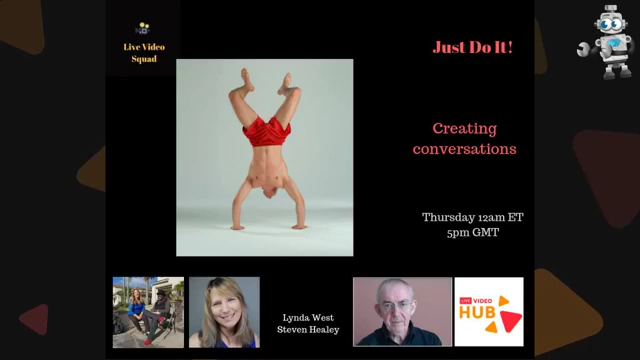 Live Video
Squad
Just Do It!
Creating
conversations
Thursday 12am ET
5pm GMT
Lynda West
Steven Healey
LIVE VIDEO
HUB